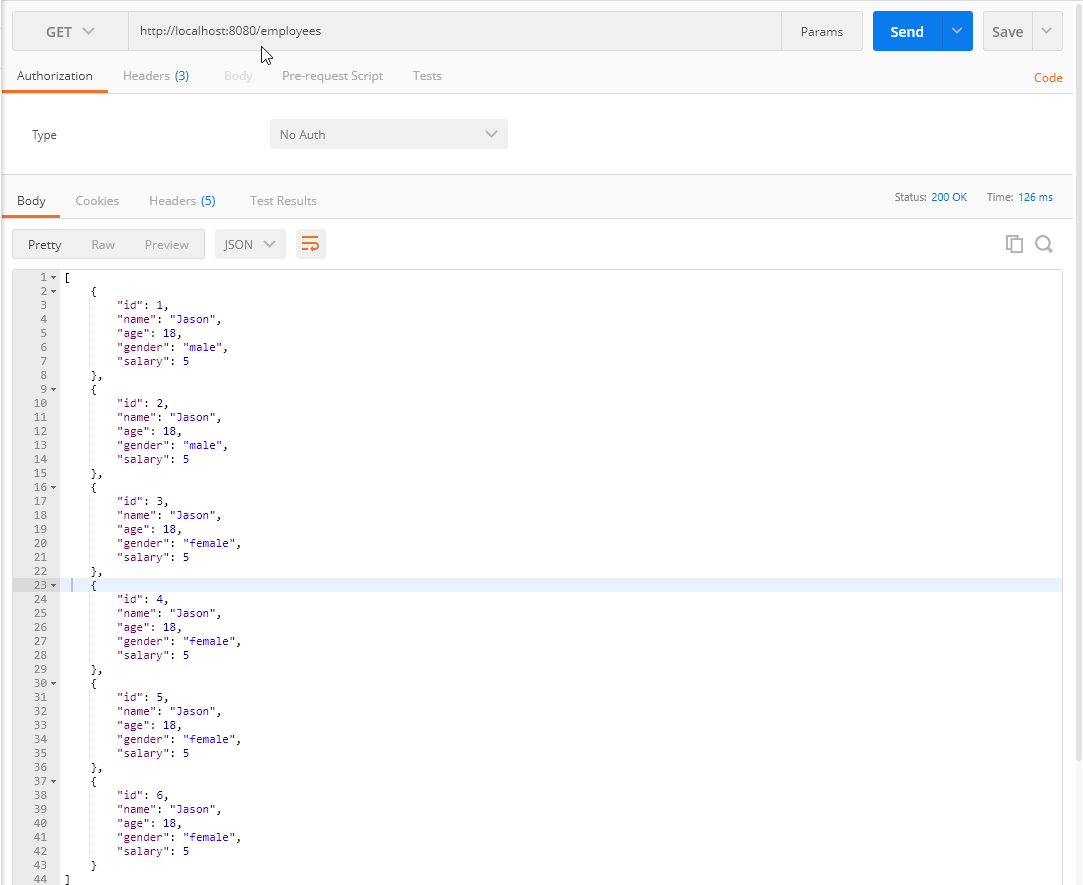 GET http://localhost:8080/employees Params Send Save
Authorization Headers (3) Body Pre-request Script Tests Code
Type No Auth
Body Cookies Headers (5) Test Results Status: 200 OK Time: 126 ms
Pretty Raw Preview JSON
1 [
2 {
3 "id": 1,
4 "name": "Jason",
5 "age": 18,
6 "gender": "male",
7 "salary": 5
8 },
9 {
10 "id": 2,
11 "name": "Jason",
12 "age": 18,
13 "gender": "male",
14 "salary": 5
15 },
16 {
17 "id": 3,
18 "name": "Jason",
19 "age": 18,
20 "gender": "female",
21 "salary": 5
22 },
23 {
24 "id": 4,
25 "name": "Jason",
26 "age": 18,
27 "gender": "female",
28 "salary": 5
29 },
30 {
31 "id": 5,
32 "name": "Jason",
33 "age": 18,
34 "gender": "female",
35 "salary": 5
36 },
37 {
38 "id": 6,
39 "name": "Jason",
40 "age": 18,
41 "gender": "female",
42 "salary": 5
43 }
44 ]